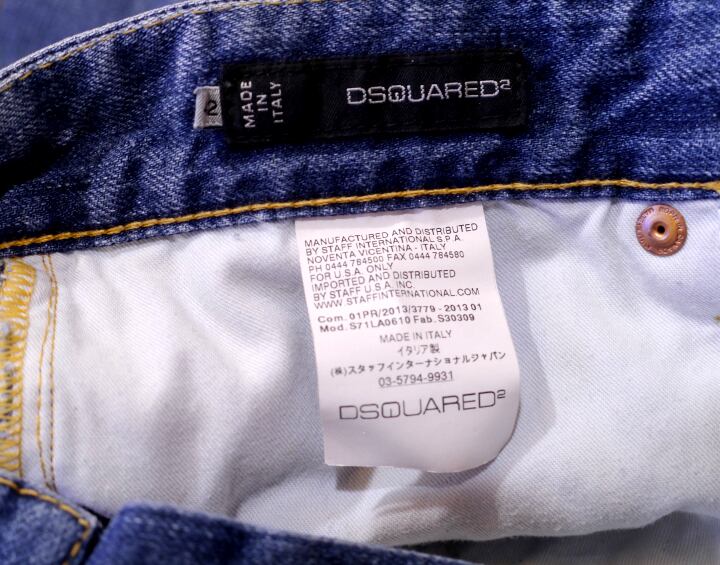 MADE
IN
ITALY
DSQUARED2
MANUFACTURED AND DISTRIBUTED
BY STAFF INTERNATIONAL S.P.A.
NOVENTA VICENTINA - ITALY
PH 0444 784500 FAX 0444 784580
FOR U.S.A. ONLY
IMPORTED AND DISTRIBUTED
BY STAFF U.S.A. INC.
WWW.STAFFINTERNATIONAL.COM
Com. 01PR/2013/3779 - 2013 01
Mod. S71LA0610 Fab. S30309
MADE IN ITALY
イタリア製
(株)スタッフインターナショナルジャパン
03-5794-9931
DSQUARED2